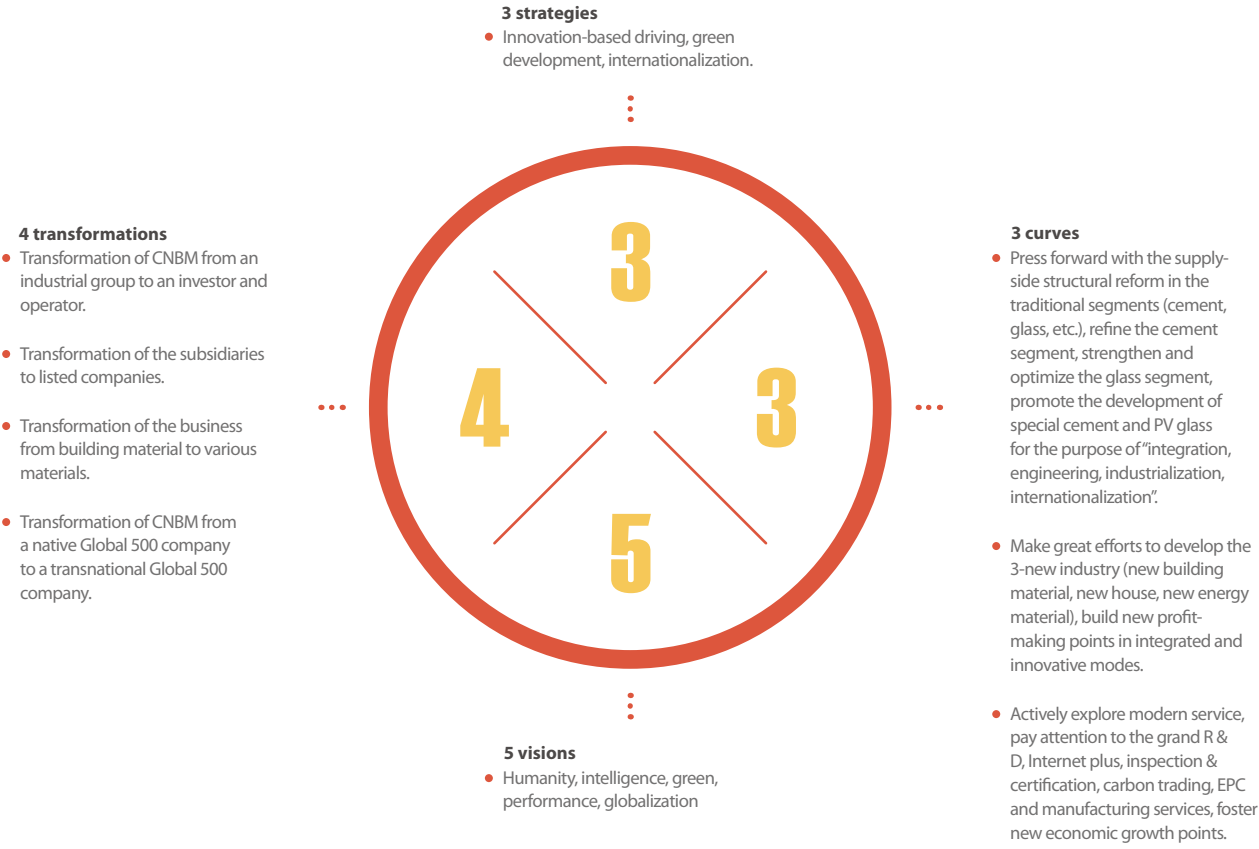 3 strategies
Innovation-based driving, green
development, internationalization.
4 transformations
Transformation of CNBM from an
industrial group to an investor and
operator.
Transformation of the subsidiaries
to listed companies.
Transformation of the business
from building material to various
materials.
Transformation of CNBM from
a native Global 500 company
to a transnational Global 500
company.
3
4
3
5
3 curves
Press forward with the supply-
side structural reform in the
traditional segments (cement,
glass, etc.), refine the cement
segment, strengthen and
optimize the glass segment,
promote the development of
special cement and PV glass
for the purpose of “integration,
engineering, industrialization,
internationalization”.
Make great efforts to develop the
3-new industry (new building
material, new house, new energy
material), build new profit-
making points in integrated and
innovative modes.
Actively explore modern service,
pay attention to the grand R &
D, Internet plus, inspection &
certification, carbon trading, EPC
and manufacturing services, foster
new economic growth points.
5 visions
Humanity, intelligence, green,
performance, globalization